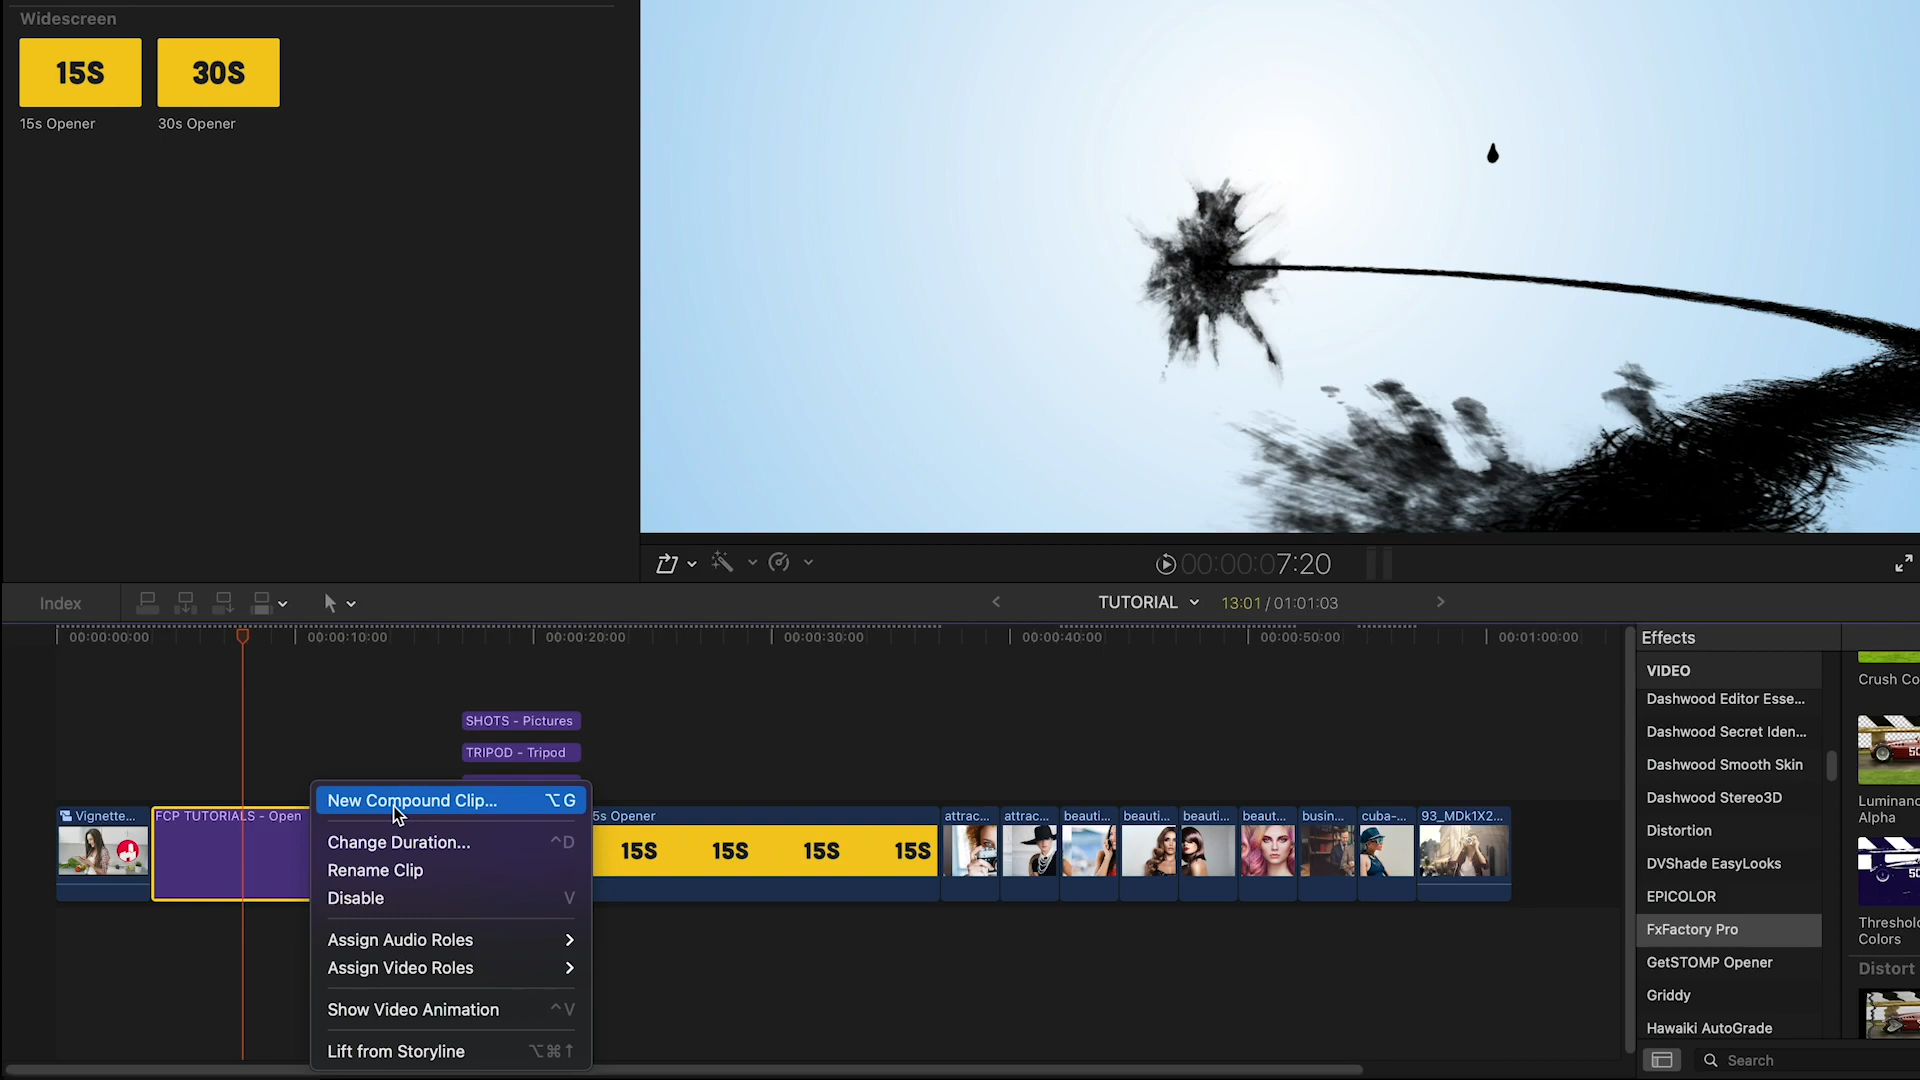 Widescreen
15S
30S
15s Opener
30s Opener
00:00:07:20
Index
TUTORIAL
13:01 / 01:01:03
00:00:00:00
00:00:10:00
00:00:20:00
00:00:30:00
00:00:40:00
00:00:50:00
00:01:00:00
SHOTS - Pictures
TRIPOD - Tripod
Vignette...
FCP TUTORIALS - Open
5s Opener
15S 15S 15S 15S
attrac...
attrac...
beauti...
beauti...
beauti...
beaut...
busin...
cuba-...
93_MDk1X2...
New Compound Clip... ⌥G
Change Duration... ^D
Rename Clip
Disable V
Assign Audio Roles
Assign Video Roles
Show Video Animation ^V
Lift from Storyline ⌥⌘↑
Effects
VIDEO
Dashwood Editor Esse...
Dashwood Secret Iden...
Dashwood Smooth Skin
Dashwood Stereo3D
Distortion
DVShade EasyLooks
EPICOLOR
FxFactory Pro
GetSTOMP Opener
Griddy
Hawaiki AutoGrade
Search
Crush Co
Luminanc
Alpha
Threshol
Colors
Distort